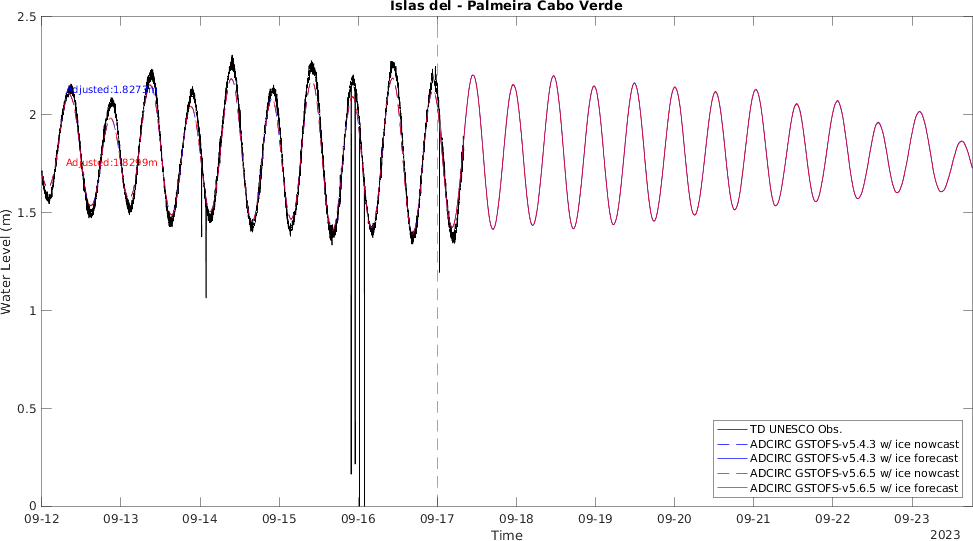 Islas del - Palmeira Cabo Verde
2.5
2
1.5
1
0.5
0
Water Level (m)
Adjusted:1.8273m
Adjusted:1.8299m
TD UNESCO Obs.
ADCIRC GSTOFS-v5.4.3 w/ ice nowcast
ADCIRC GSTOFS-v5.4.3 w/ ice forecast
ADCIRC GSTOFS-v5.6.5 w/ ice nowcast
ADCIRC GSTOFS-v5.6.5 w/ ice forecast
09-12 09-13 09-14 09-15 09-16 09-17 09-18 09-19 09-20 09-21 09-22 09-23
Time
2023